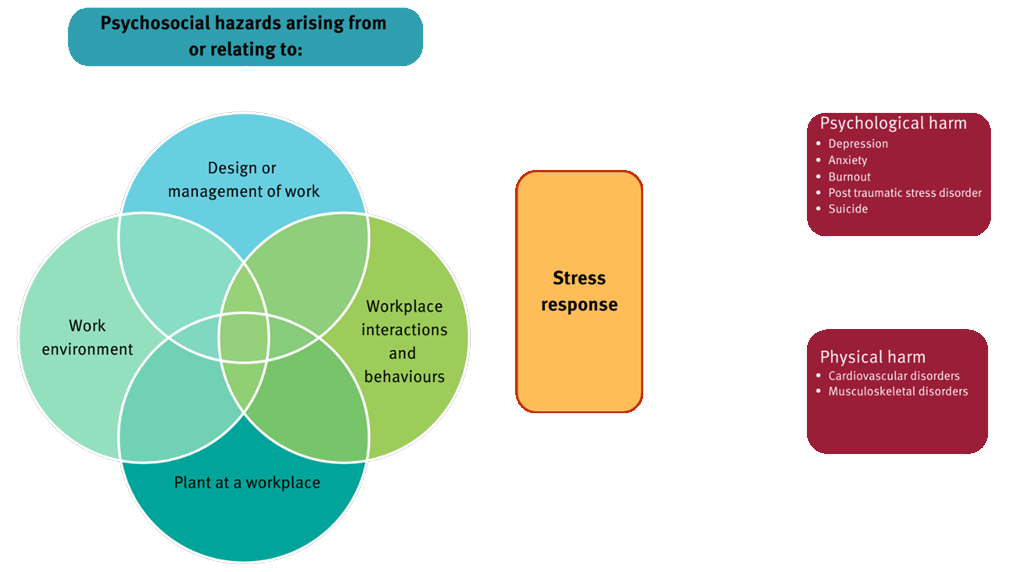 Psychosocial hazards arising from
or relating to:
Design or
management of work
Work
environment
Workplace
interactions
and
behaviours
Plant at a workplace
Stress
response
Psychological harm
• Depression
• Anxiety
• Burnout
• Post traumatic stress disorder
• Suicide
Physical harm
• Cardiovascular disorders
• Musculoskeletal disorders